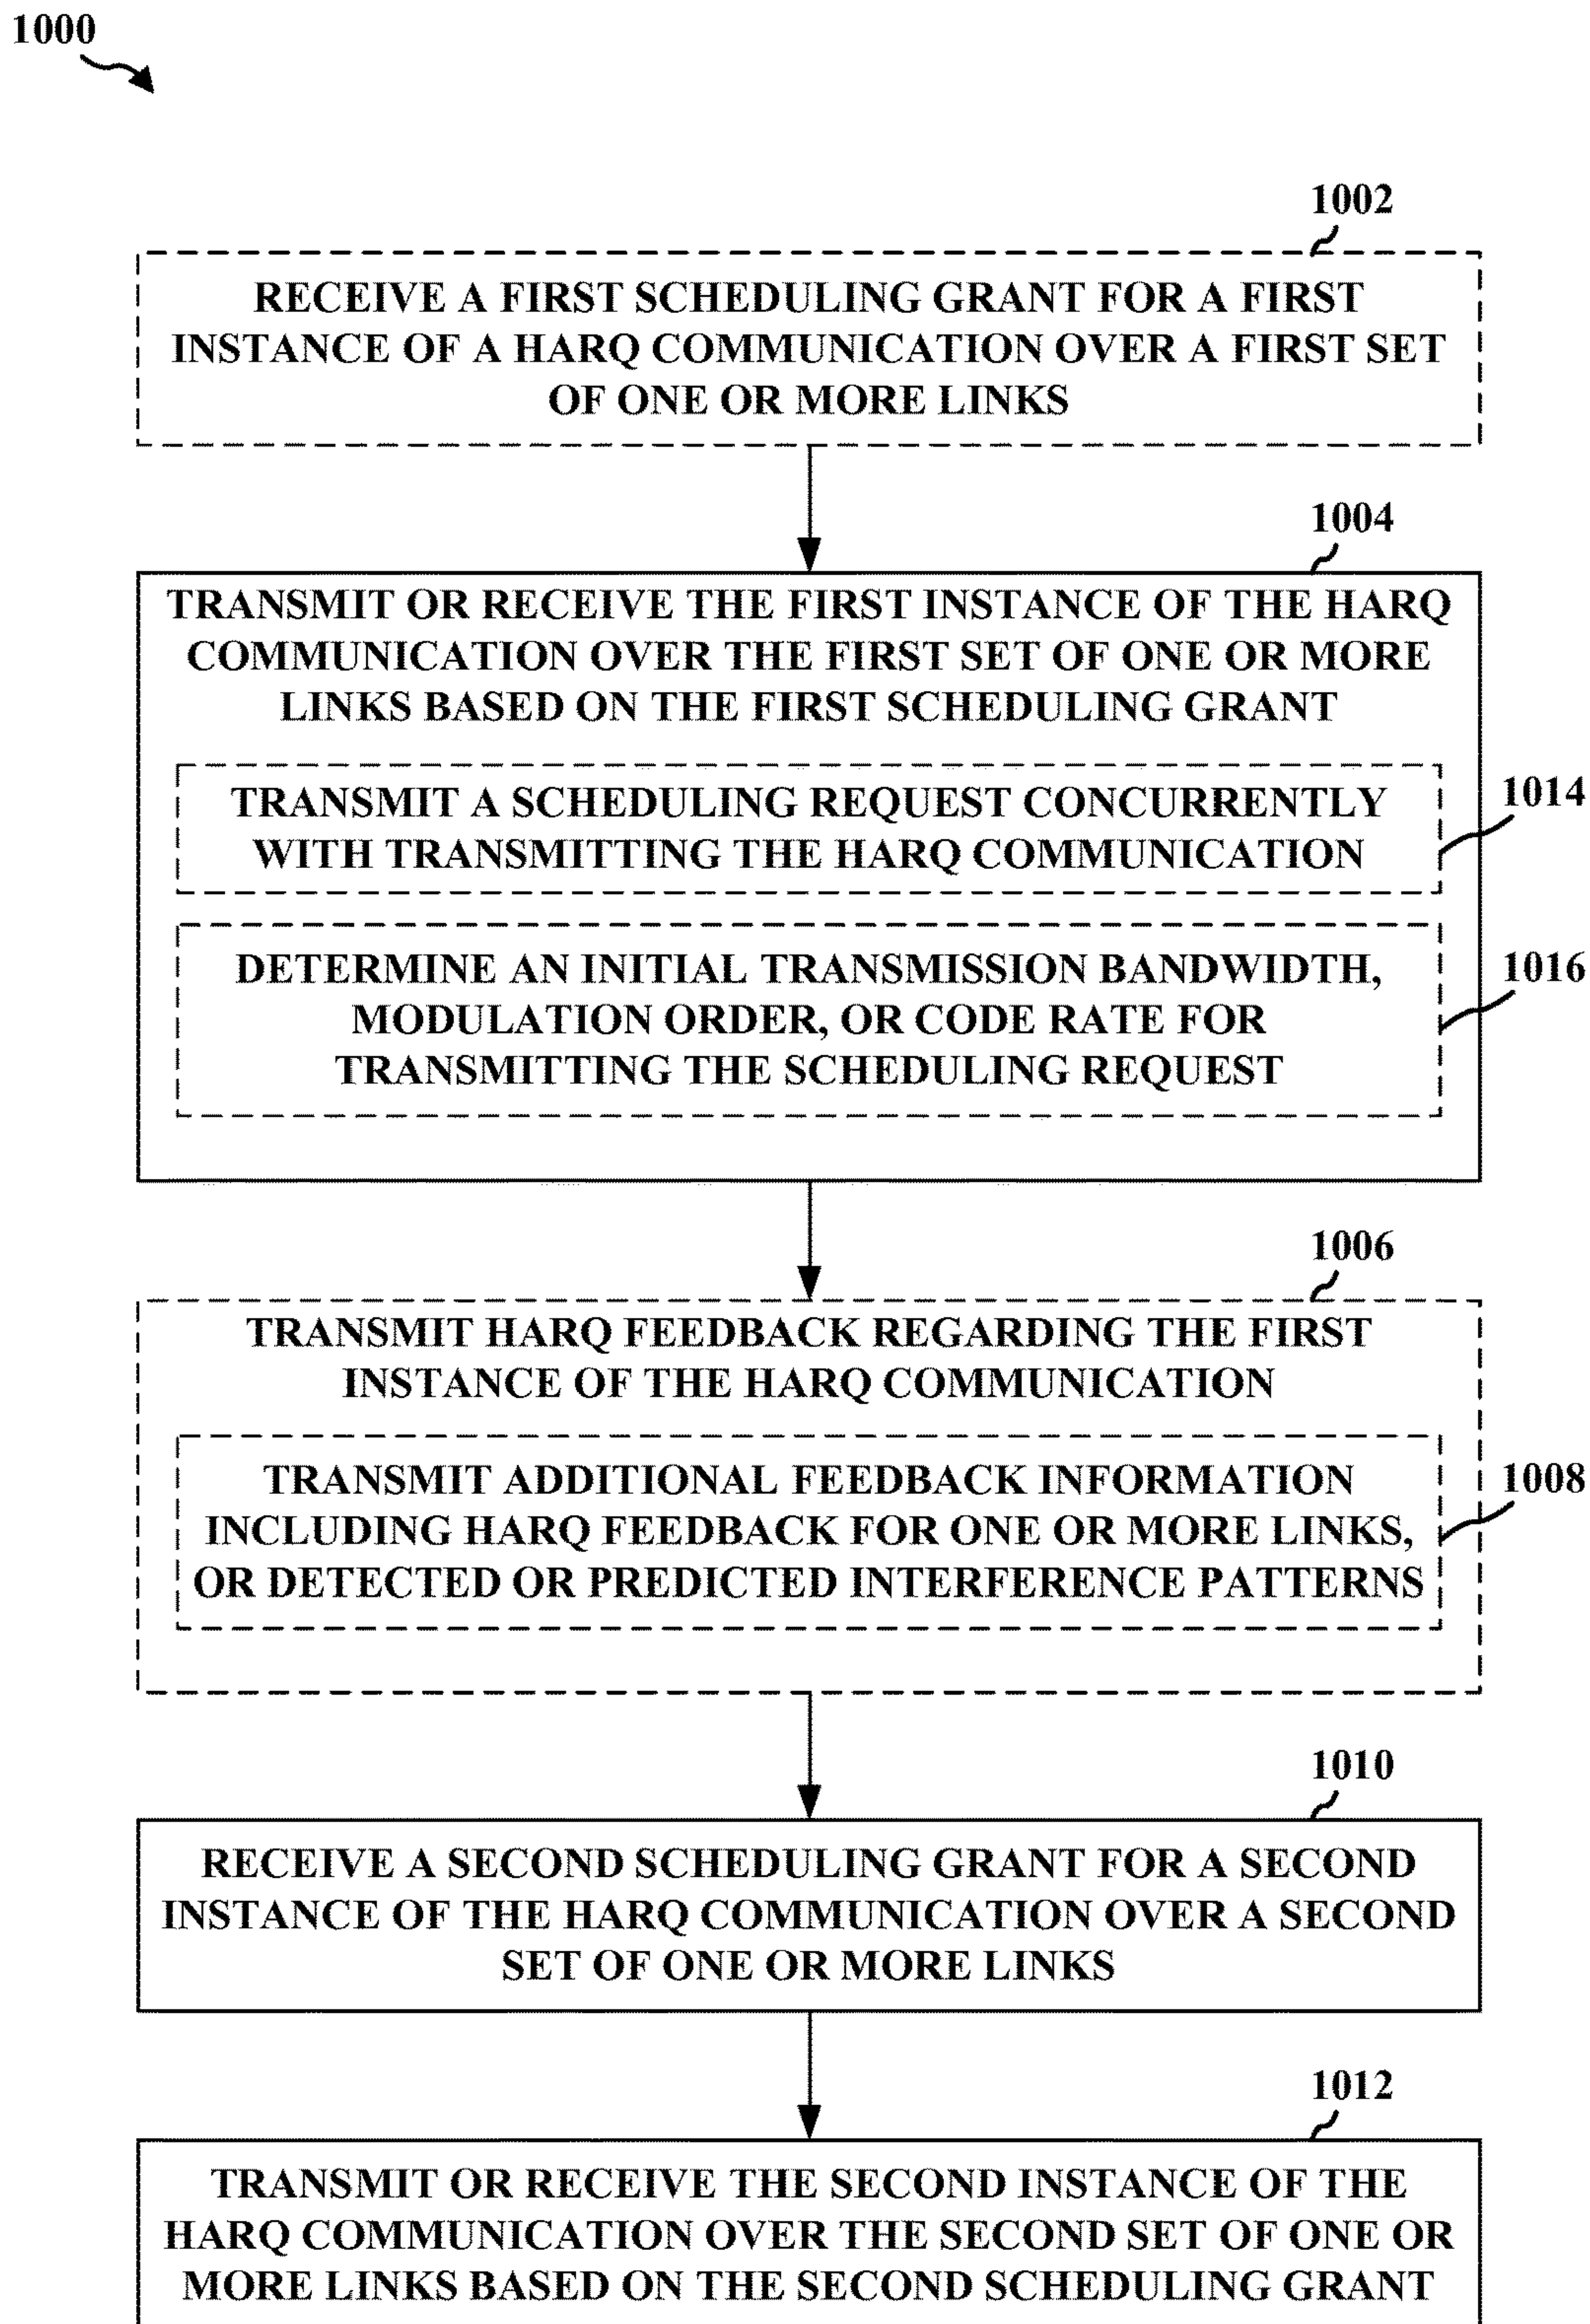 1000
1002
RECEIVE A FIRST SCHEDULING GRANT FOR A FIRST
INSTANCE OF A HARQ COMMUNICATION OVER A FIRST SET
OF ONE OR MORE LINKS
1004
TRANSMIT OR RECEIVE THE FIRST INSTANCE OF THE HARQ
COMMUNICATION OVER THE FIRST SET OF ONE OR MORE
LINKS BASED ON THE FIRST SCHEDULING GRANT
1014
TRANSMIT A SCHEDULING REQUEST CONCURRENTLY
WITH TRANSMITTING THE HARQ COMMUNICATION
1016
DETERMINE AN INITIAL TRANSMISSION BANDWIDTH,
MODULATION ORDER, OR CODE RATE FOR
TRANSMITTING THE SCHEDULING REQUEST
1006
TRANSMIT HARQ FEEDBACK REGARDING THE FIRST
INSTANCE OF THE HARQ COMMUNICATION
1008
TRANSMIT ADDITIONAL FEEDBACK INFORMATION
INCLUDING HARQ FEEDBACK FOR ONE OR MORE LINKS,
OR DETECTED OR PREDICTED INTERFERENCE PATTERNS
1010
RECEIVE A SECOND SCHEDULING GRANT FOR A SECOND
INSTANCE OF THE HARQ COMMUNICATION OVER A SECOND
SET OF ONE OR MORE LINKS
1012
TRANSMIT OR RECEIVE THE SECOND INSTANCE OF THE
HARQ COMMUNICATION OVER THE SECOND SET OF ONE OR
MORE LINKS BASED ON THE SECOND SCHEDULING GRANT